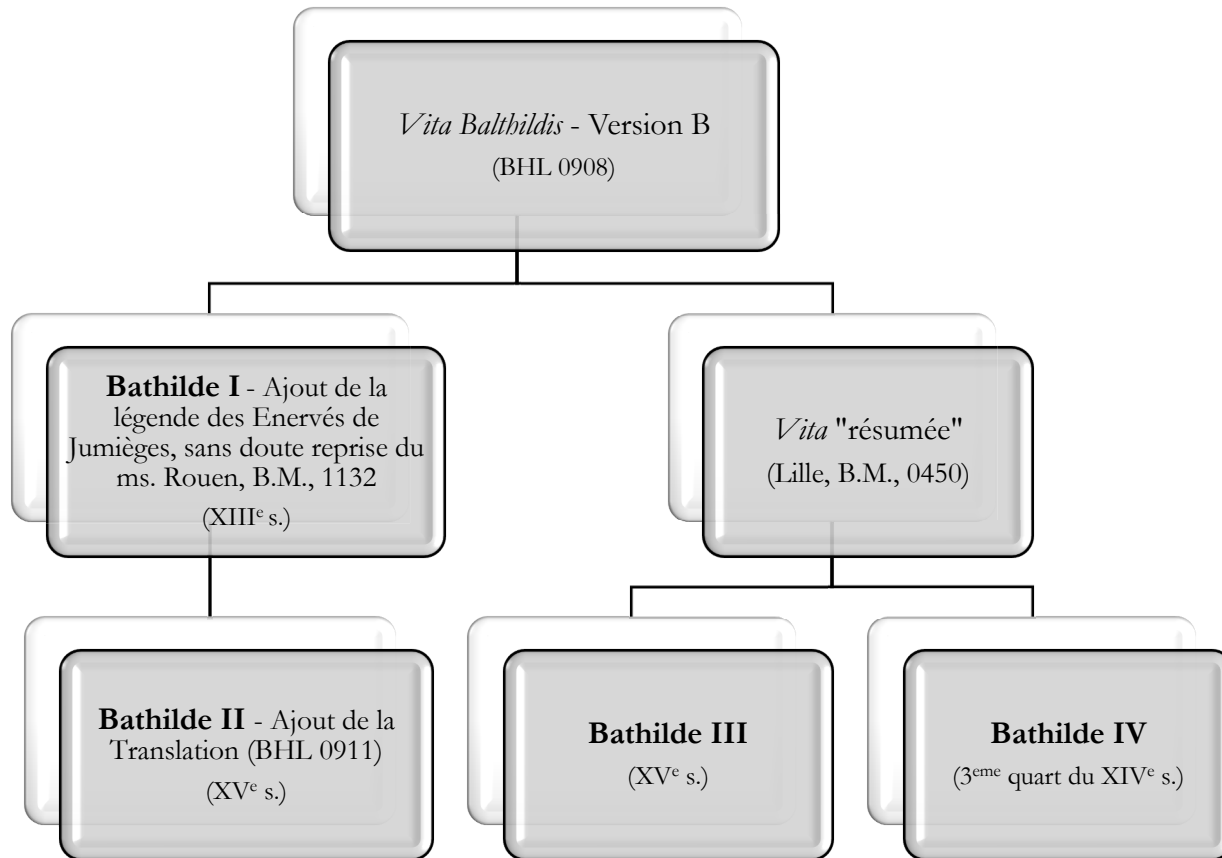 Vita Balthildis - Version B
(BHL 0908)
Bathilde I - Ajout de la
légende des Enervés de
Jumièges, sans doute reprise du
ms. Rouen, B.M., 1132
(XIIIe s.)
Vita "résumée"
(Lille, B.M., 0450)
Bathilde II - Ajout de la
Translation (BHL 0911)
(XVe s.)
Bathilde III
(XVe s.)
Bathilde IV
(3eme quart du XIVe s.)